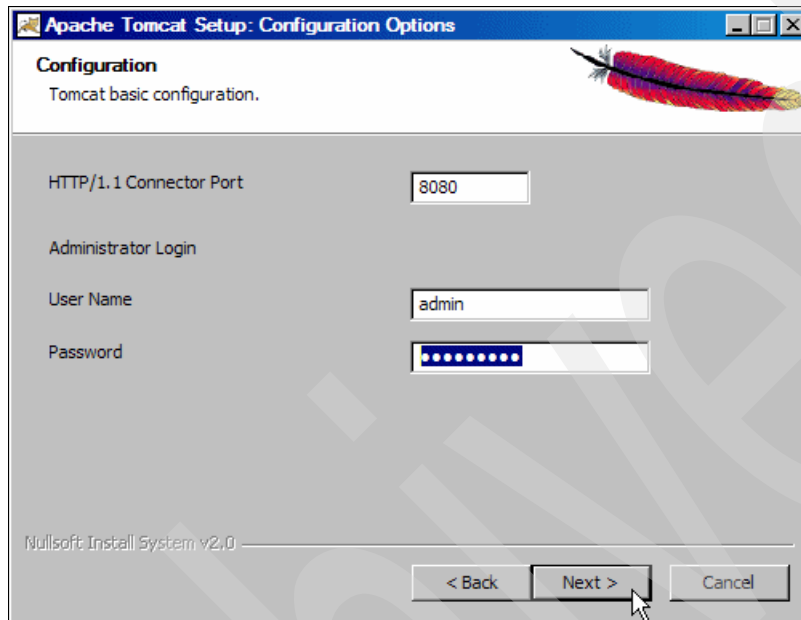 Apache Tomcat Setup: Configuration Options
Configuration
Tomcat basic configuration.
HTTP/1.1 Connector Port 8080
Administrator Login
User Name admin
Password •••••••••
Nullsoft Install System v2.0
< Back Next > Cancel